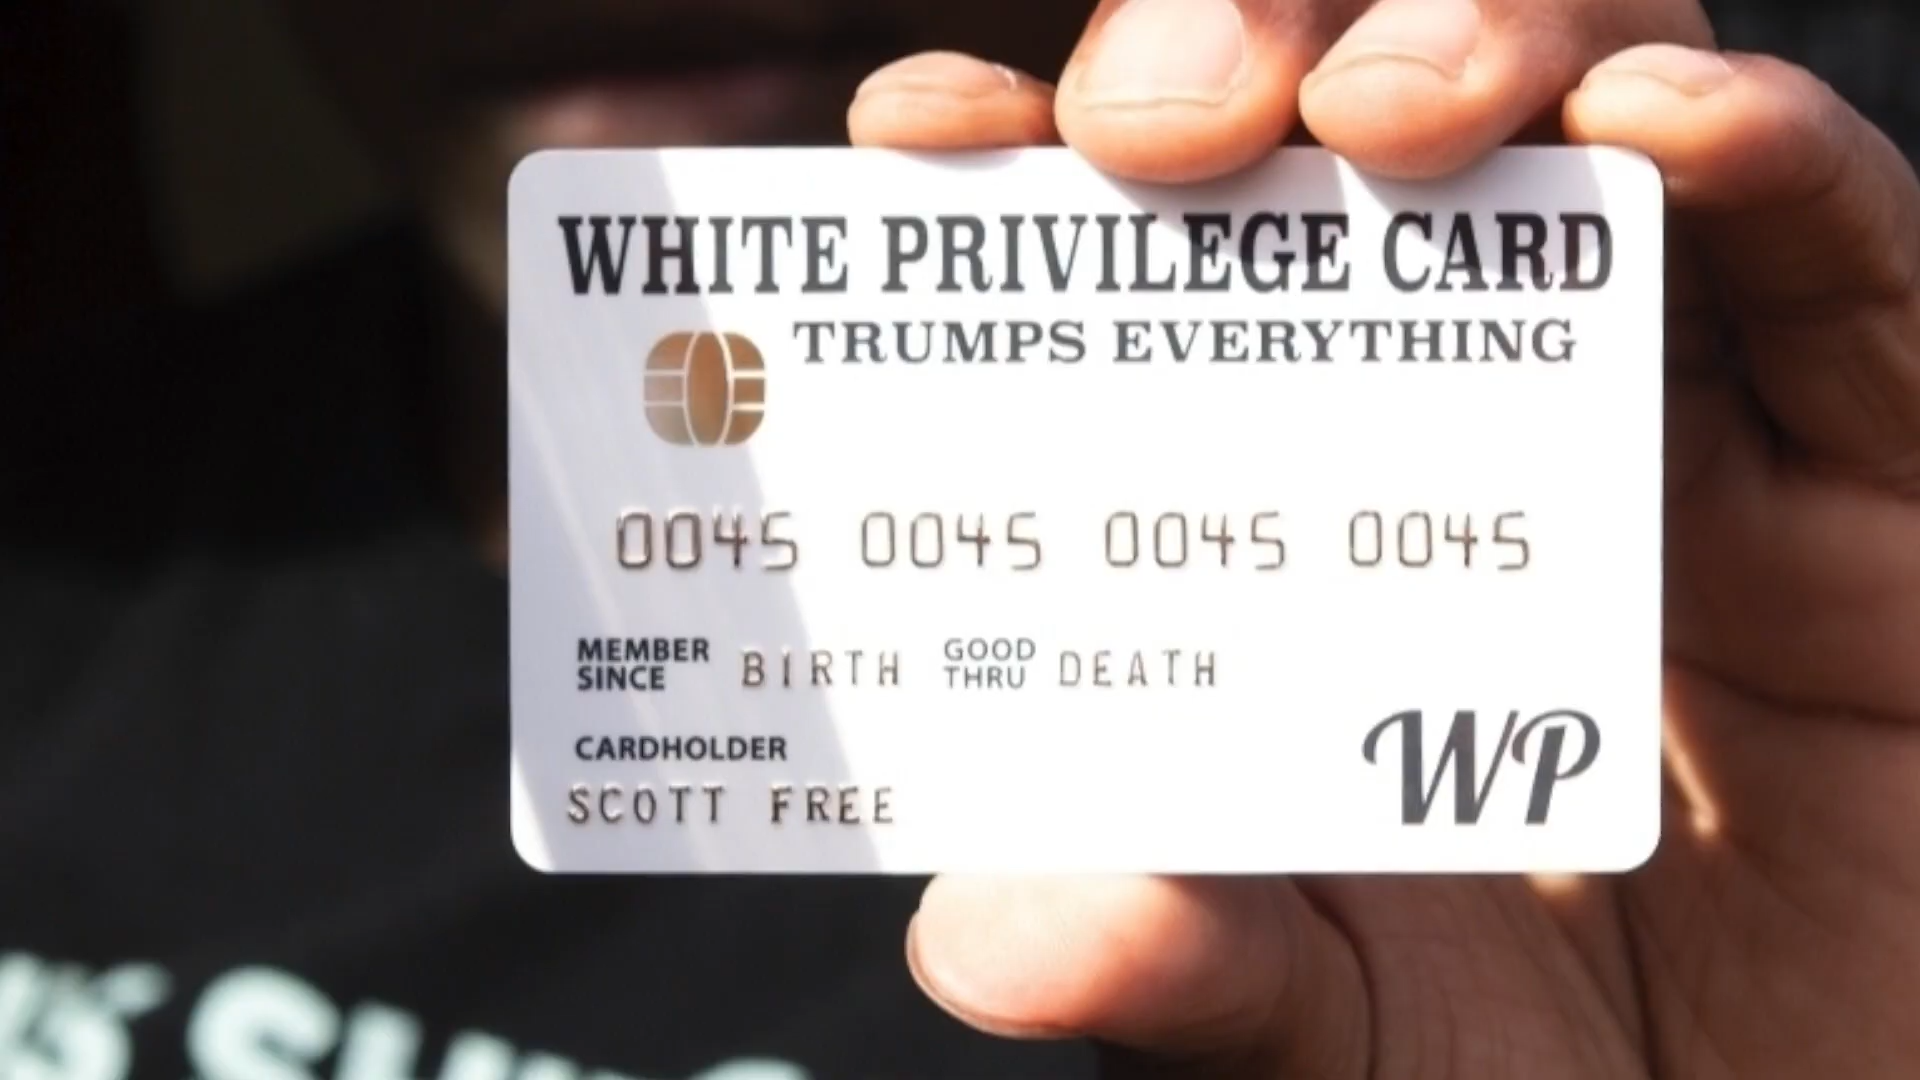 WHITE PRIVILEGE CARD
TRUMPS EVERYTHING
0045 0045 0045 0045
MEMBER SINCE BIRTH GOOD THRU DEATH
CARDHOLDER
SCOTT FREE
WP